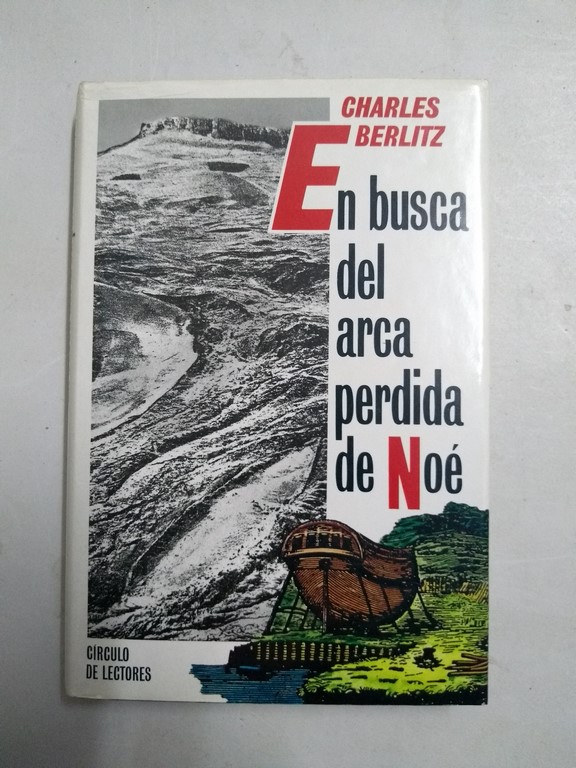 CHARLES
BERLITZ
En busca
del
arca
perdida
de Noé
CÍRCULO
DE LECTORES